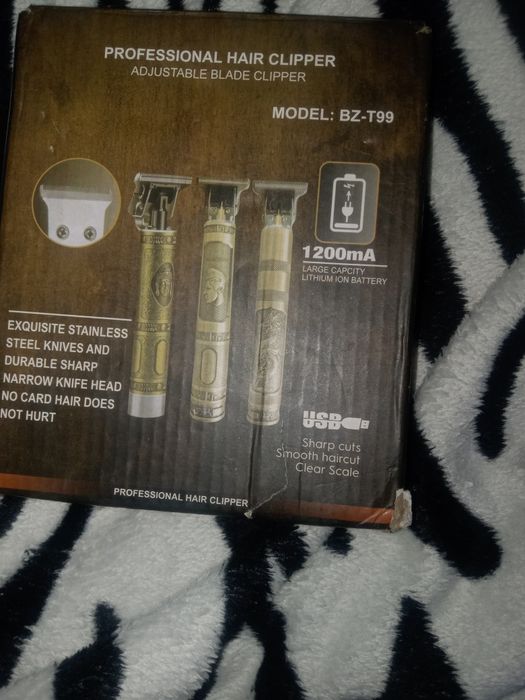 PROFESSIONAL HAIR CLIPPER
ADJUSTABLE BLADE CLIPPER
MODEL: BZ-T99
1200mA
LARGE CAPCITY
LITHIUM ION BATTERY
EXQUISITE STAINLESS
STEEL KNIVES AND
DURABLE SHARP
NARROW KNIFE HEAD
NO CARD HAIR DOES
NOT HURT
USB
Sharp cuts
Smooth haircut
Clear Scale
PROFESSIONAL HAIR CLIPPER